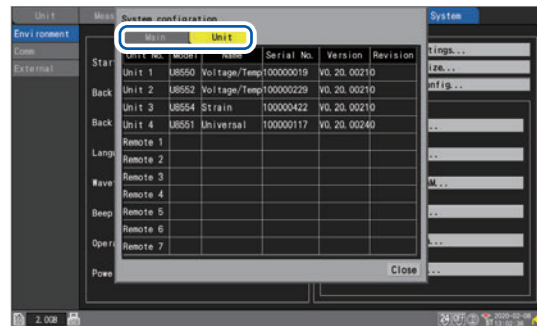 Unit Meas System
System configuration
Environment
Main Unit
Comm
External
Unit No. Model Name Serial No. Version Revision
Unit 1 U8550 Voltage/Temp 100000019 V0.20.0021 0
Unit 2 U8552 Voltage/Temp 100000229 V0.20.0021 0
Unit 3 U8554 Strain 100000422 V0.20.0021 0
Unit 4 U8551 Universal 100000117 V0.20.0024 0
Remote 1
Remote 2
Remote 3
Remote 4
Remote 5
Remote 6
Remote 7
Close
Star
Back
Back
Langu
Wave
Beep
Oper
Powe
tings...
ize...
nfig...
2.0GB
2020-02-08